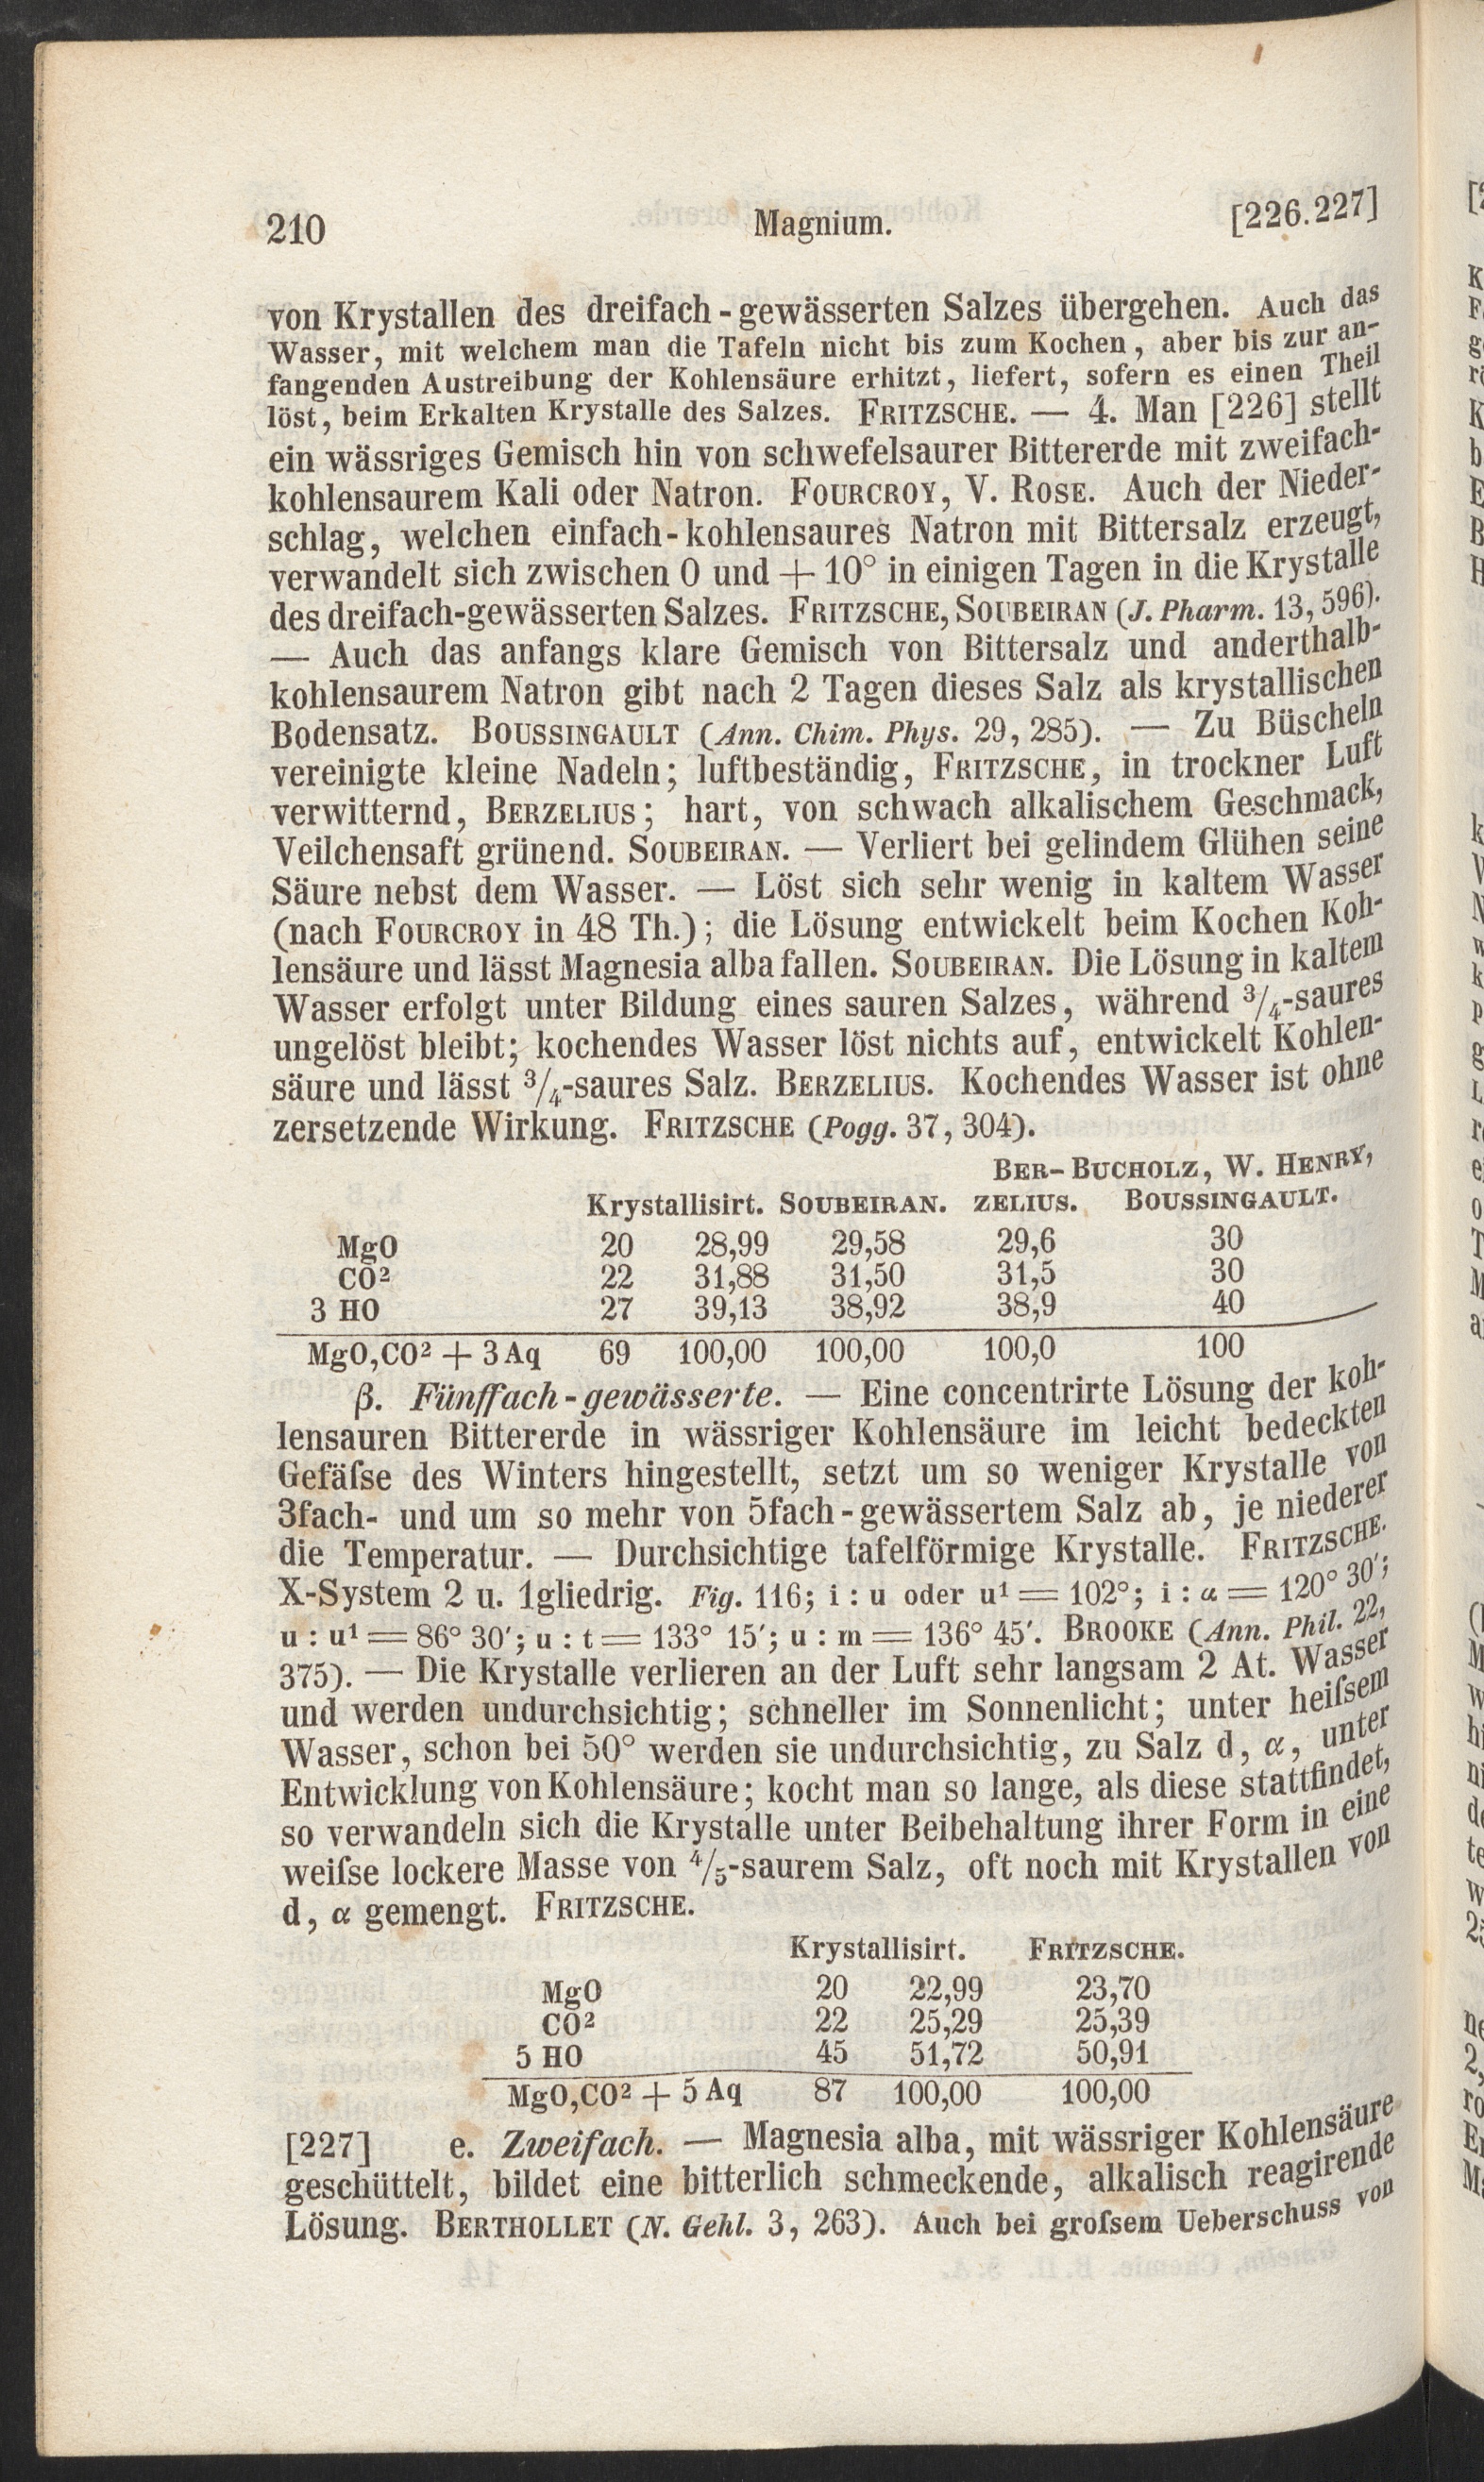 210 Magnium. [226.227]
von Krystallen des dreifach-gewässerten Salzes übergehen. Auch das
Wasser, mit welchem man die Tafeln nicht bis zum Kochen, aber bis zur an-
fangenden Austreibung der Kohlensäure erhitzt, liefert, sofern es einen Theil
löst, beim Erkalten Krystalle des Salzes. FRITZSCHE. — 4. Man [226] stellt
ein wässriges Gemisch hin von schwefelsaurer Bittererde mit zweifach-
kohlensaurem Kali oder Natron. FOURCROY, V. ROSE. Auch der Nieder-
schlag, welchen einfach-kohlensaures Natron mit Bittersalz erzeugt,
verwandelt sich zwischen 0 und + 10° in einigen Tagen in die Krystalle
des dreifach-gewässerten Salzes. FRITZSCHE, SOUBEIRAN (J. Pharm. 13, 596).
— Auch das anfangs klare Gemisch von Bittersalz und anderthalb-
kohlensaurem Natron gibt nach 2 Tagen dieses Salz als krystallischen
Bodensatz. BOUSSINGAULT (Ann. Chim. Phys. 29, 285). — Zu Büscheln
vereinigte kleine Nadeln; luftbeständig, FRITZSCHE, in trockner Luft
verwitternd, BERZELIUS; hart, von schwach alkalischem Geschmack,
Veilchensaft grünend. SOUBEIRAN. — Verliert bei gelindem Glühen seine
Säure nebst dem Wasser. — Löst sich sehr wenig in kaltem Wasser
(nach FOURCROY in 48 Th.); die Lösung entwickelt beim Kochen Koh-
lensäure und lässt Magnesia alba fallen. SOUBEIRAN. Die Lösung in kaltem
Wasser erfolgt unter Bildung eines sauren Salzes, während 3/4-saures
ungelöst bleibt; kochendes Wasser löst nichts auf, entwickelt Kohlen-
säure und lässt 3/4-saures Salz. BERZELIUS. Kochendes Wasser ist ohne
zersetzende Wirkung. FRITZSCHE (Pogg. 37, 304).
BER- BUCHOLZ, W. HENRY,
Krystallisirt. SOUBEIRAN. ZELIUS. BOUSSINGAULT.
MgO 20 28,99 29,58 29,6 30
CO² 22 31,88 31,50 31,5 30
3 HO 27 39,13 38,92 38,9 40
MgO,CO² + 3 Aq 69 100,00 100,00 100,0 100
β. Fünffach-gewässerte. — Eine concentrirte Lösung der koh-
lensauren Bittererde in wässriger Kohlensäure im leicht bedeckten
Gefäſse des Winters hingestellt, setzt um so weniger Krystalle von
3fach- und um so mehr von 5fach-gewässertem Salz ab, je niederer
die Temperatur. — Durchsichtige tafelförmige Krystalle. FRITZSCHE.
X-System 2 u. 1gliedrig. Fig. 116; i : u oder u¹ = 102°; i : α = 120° 30′;
u : u¹ = 86° 30′; u : t = 133° 15′; u : m = 136° 45′. BROOKE (Ann. Phil. 22,
375). — Die Krystalle verlieren an der Luft sehr langsam 2 At. Wasser
und werden undurchsichtig; schneller im Sonnenlicht; unter heiſsem
Wasser, schon bei 50° werden sie undurchsichtig, zu Salz d, α, unter
Entwicklung von Kohlensäure; kocht man so lange, als diese stattfindet,
so verwandeln sich die Krystalle unter Beibehaltung ihrer Form in eine
weiſse lockere Masse von 4/5-saurem Salz, oft noch mit Krystallen von
d, α gemengt. FRITZSCHE.
Krystallisirt. FRITZSCHE.
MgO 20 22,99 23,70
CO² 22 25,29 25,39
5 HO 45 51,72 50,91
MgO,CO² + 5 Aq 87 100,00 100,00
[227] e. Zweifach. — Magnesia alba, mit wässriger Kohlensäure
geschüttelt, bildet eine bitterlich schmeckende, alkalisch reagirende
Lösung. BERTHOLLET (N. Gehl. 3, 263). Auch bei groſsem Ueberschuss von